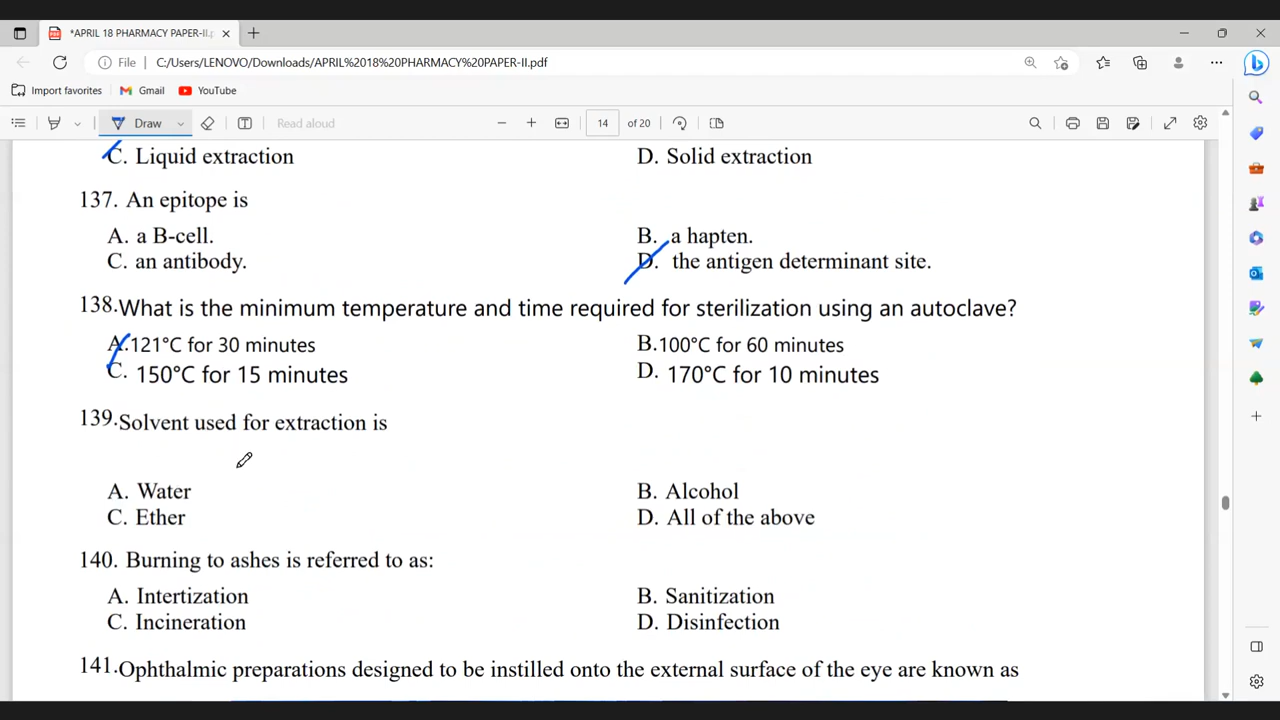 *APRIL 18 PHARMACY PAPER-II.p
File C:/Users/LENOVO/Downloads/APRIL%2018%20PHARMACY%20PAPER-II.pdf
Import favorites Gmail YouTube
Draw Read aloud 14 of 20
C. Liquid extraction D. Solid extraction
137. An epitope is
A. a B-cell. B. a hapten.
C. an antibody. D. the antigen determinant site.
138. What is the minimum temperature and time required for sterilization using an autoclave?
A. 121°C for 30 minutes B. 100°C for 60 minutes
C. 150°C for 15 minutes D. 170°C for 10 minutes
139. Solvent used for extraction is
A. Water B. Alcohol
C. Ether D. All of the above
140. Burning to ashes is referred to as:
A. Intertization B. Sanitization
C. Incineration D. Disinfection
141. Ophthalmic preparations designed to be instilled onto the external surface of the eye are known as